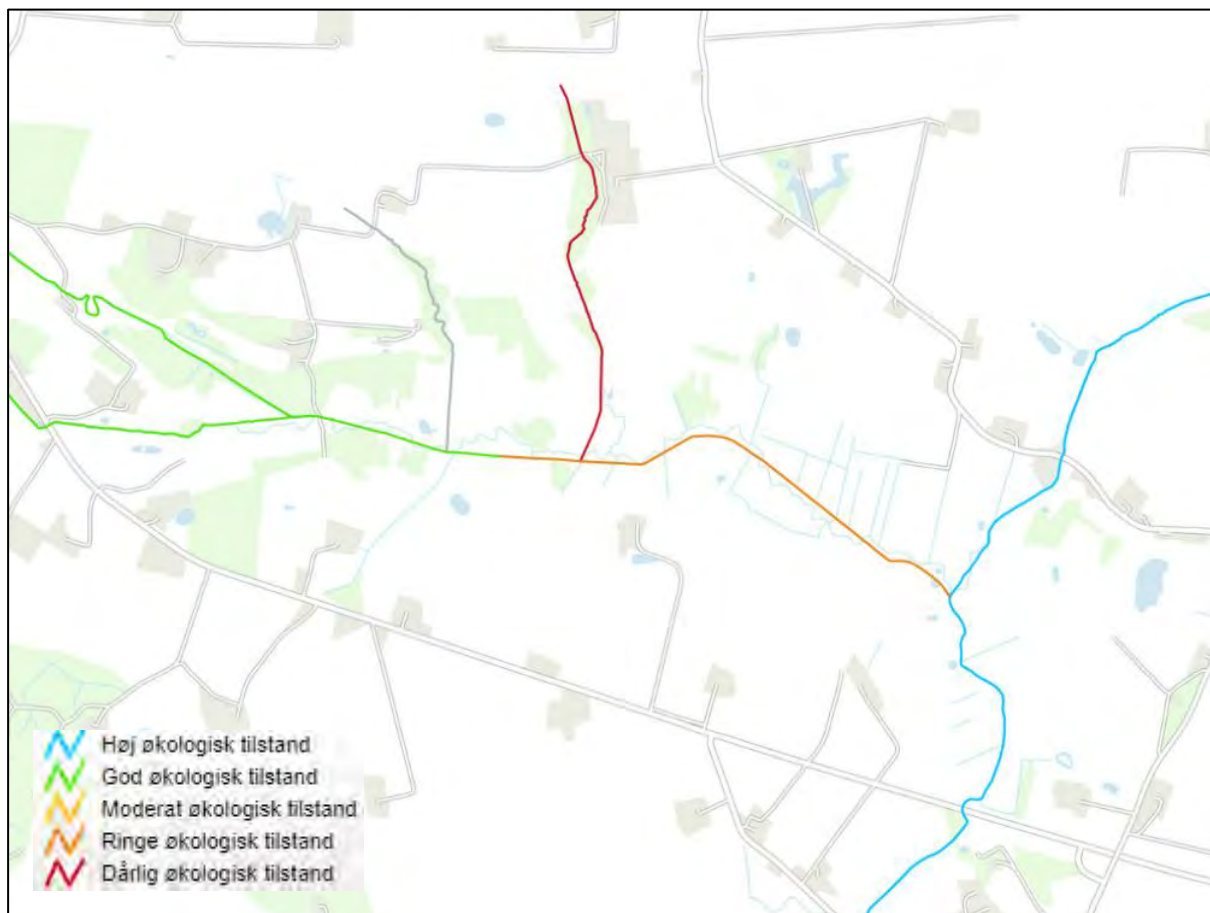 Høj økologisk tilstand
God økologisk tilstand
Moderat økologisk tilstand
Ringe økologisk tilstand
Dårlig økologisk tilstand